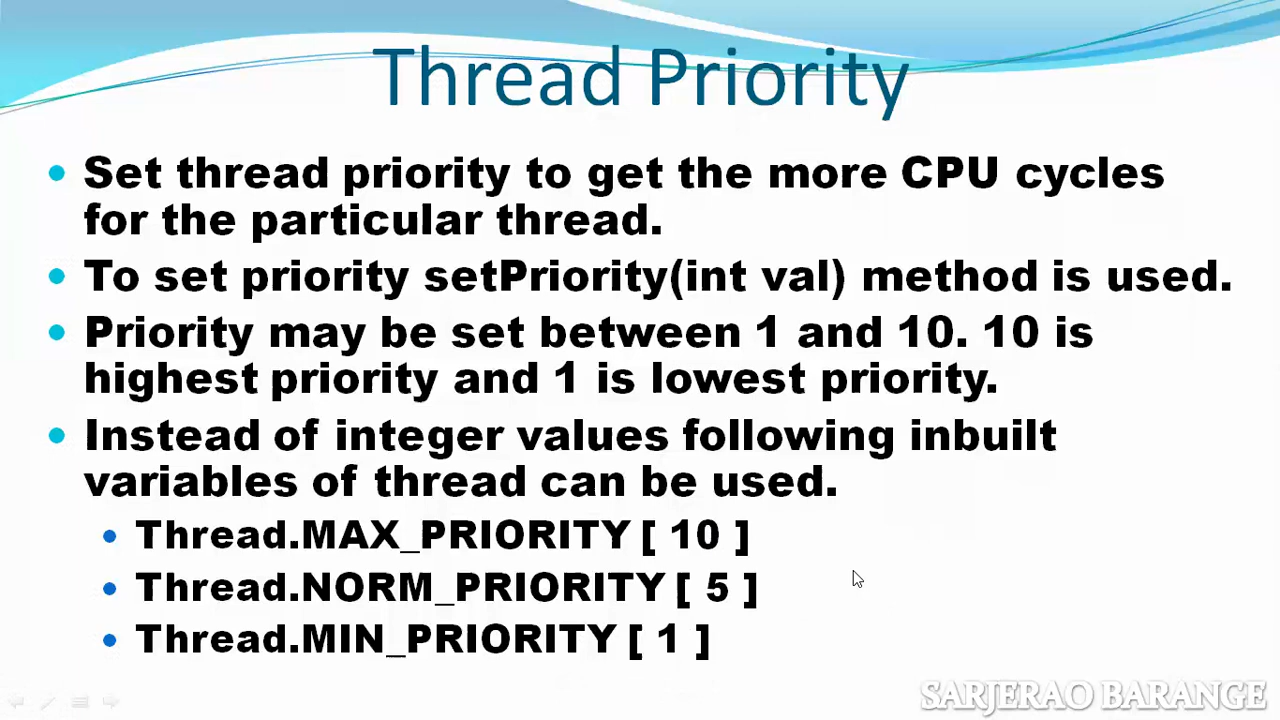 Thread Priority
Set thread priority to get the more CPU cycles
for the particular thread.
To set priority setPriority(int val) method is used.
Priority may be set between 1 and 10. 10 is
highest priority and 1 is lowest priority.
Instead of integer values following inbuilt
variables of thread can be used.
Thread.MAX_PRIORITY [ 10 ]
Thread.NORM_PRIORITY [ 5 ]
Thread.MIN_PRIORITY [ 1 ]
SARJERAO BARANGE